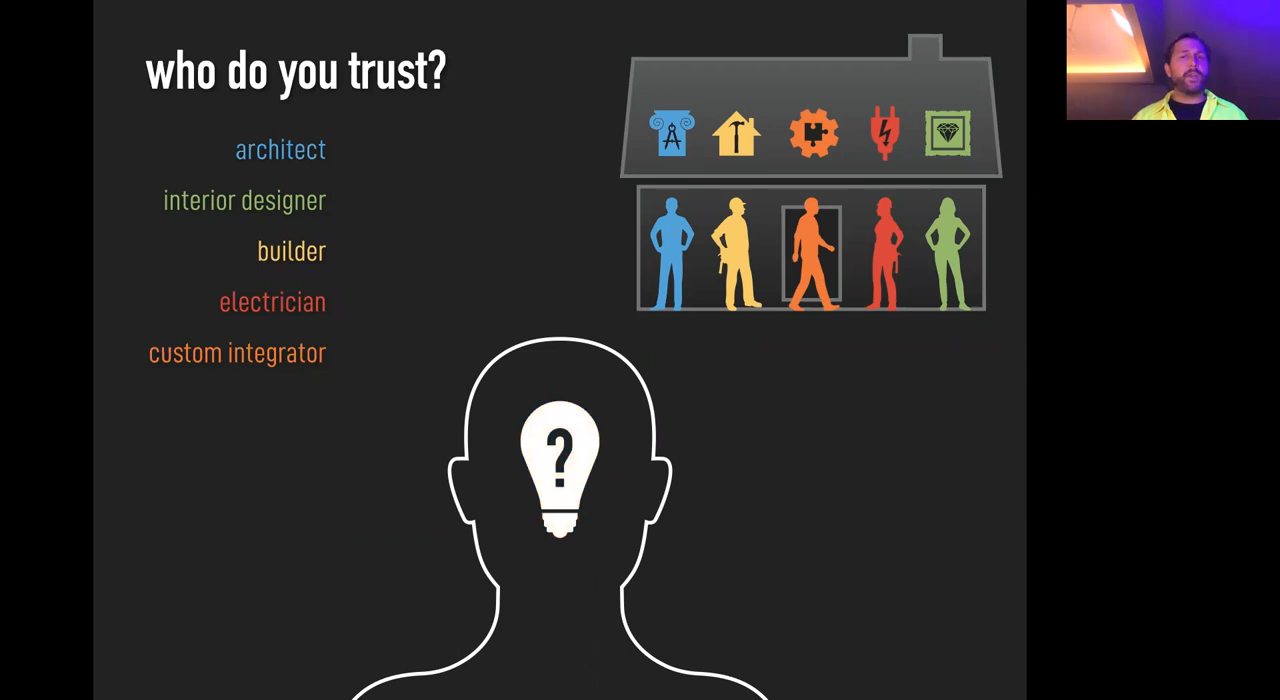 who do you trust?
architect
interior designer
builder
electrician
custom integrator
?